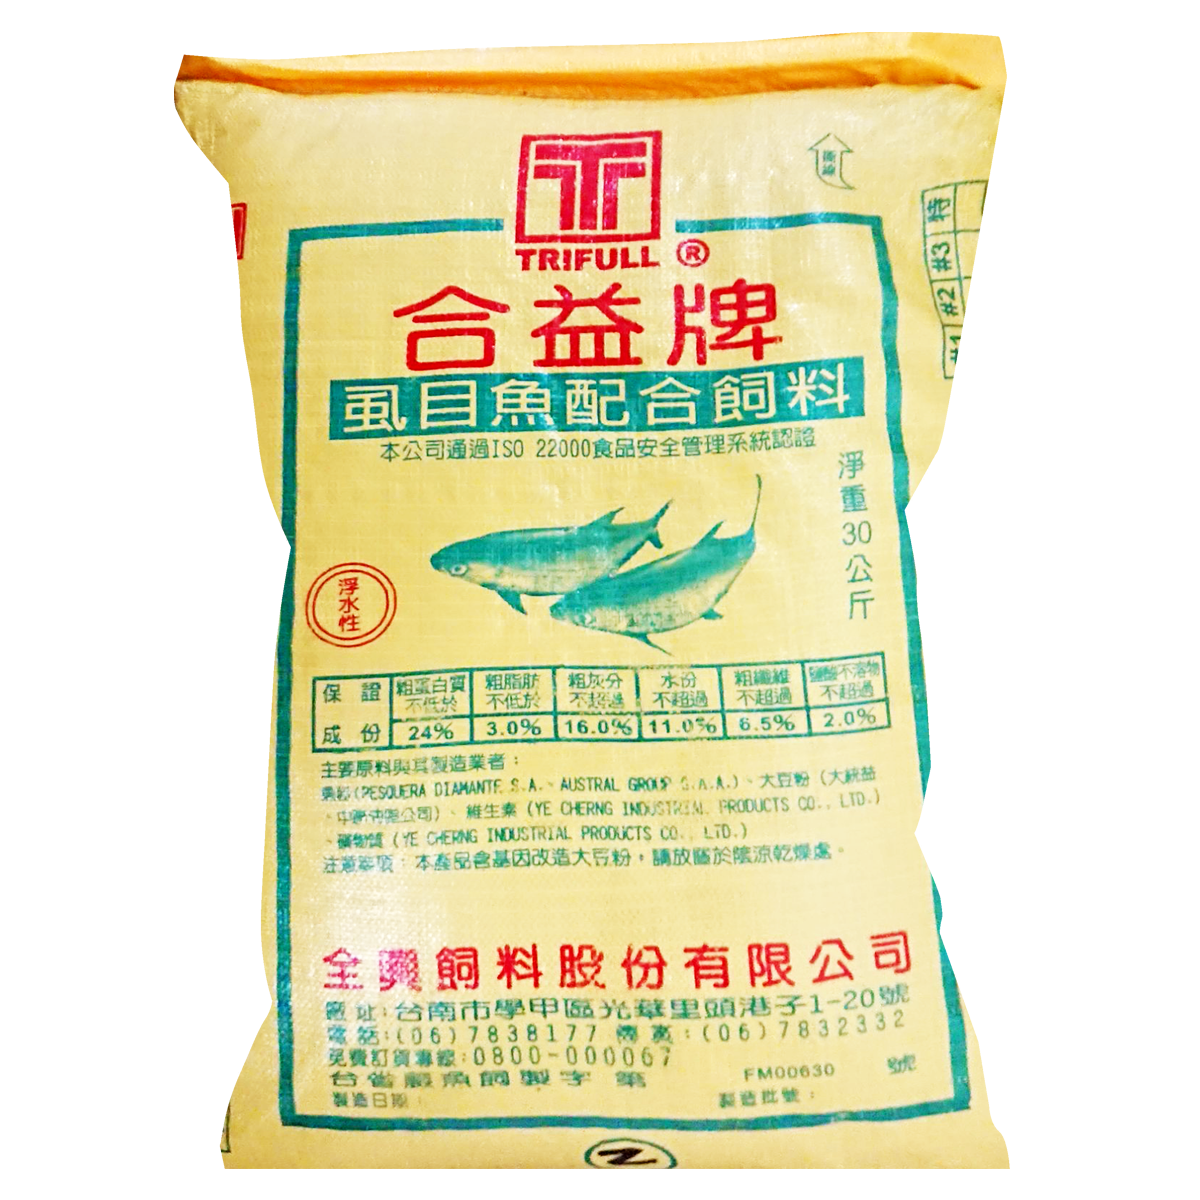 TRIFULL ®
合益牌
虱目魚配合飼料
本公司通過ISO 22000食品安全管理系統認證
淨重30公斤
浮水性
特
#3
#2
#1
保證成份
粗蛋白質不低於 粗脂肪不低於 粗灰分不超過 水份不超過 粗纖維不超過 鹽酸不溶物不超過
24% 3.0% 16.0% 11.0% 6.5% 2.0%
主要原料與其製造業者：
魚粉(PESQUERA DIAMANTE S.A.、AUSTRAL GROUP S.A.A.)、大豆粉(大統益
、中聯油脂公司)、維生素(YE CHERNG INDUSTRIAL PRODUCTS CO., LTD.)
、礦物質(YE CHERNG INDUSTRIAL PRODUCTS CO., LTD.)
注意事項：本產品含基因改造大豆粉，請放置於陰涼乾燥處。
全興飼料股份有限公司
廠址:台南市學甲區光華里頭港子1-20號
電話:(06)7838177 傳真:(06)7832332
免費訂貨專線:0800-000067
台省農魚飼製字第 FM00630 號
製造日期： 製造批號：
Z